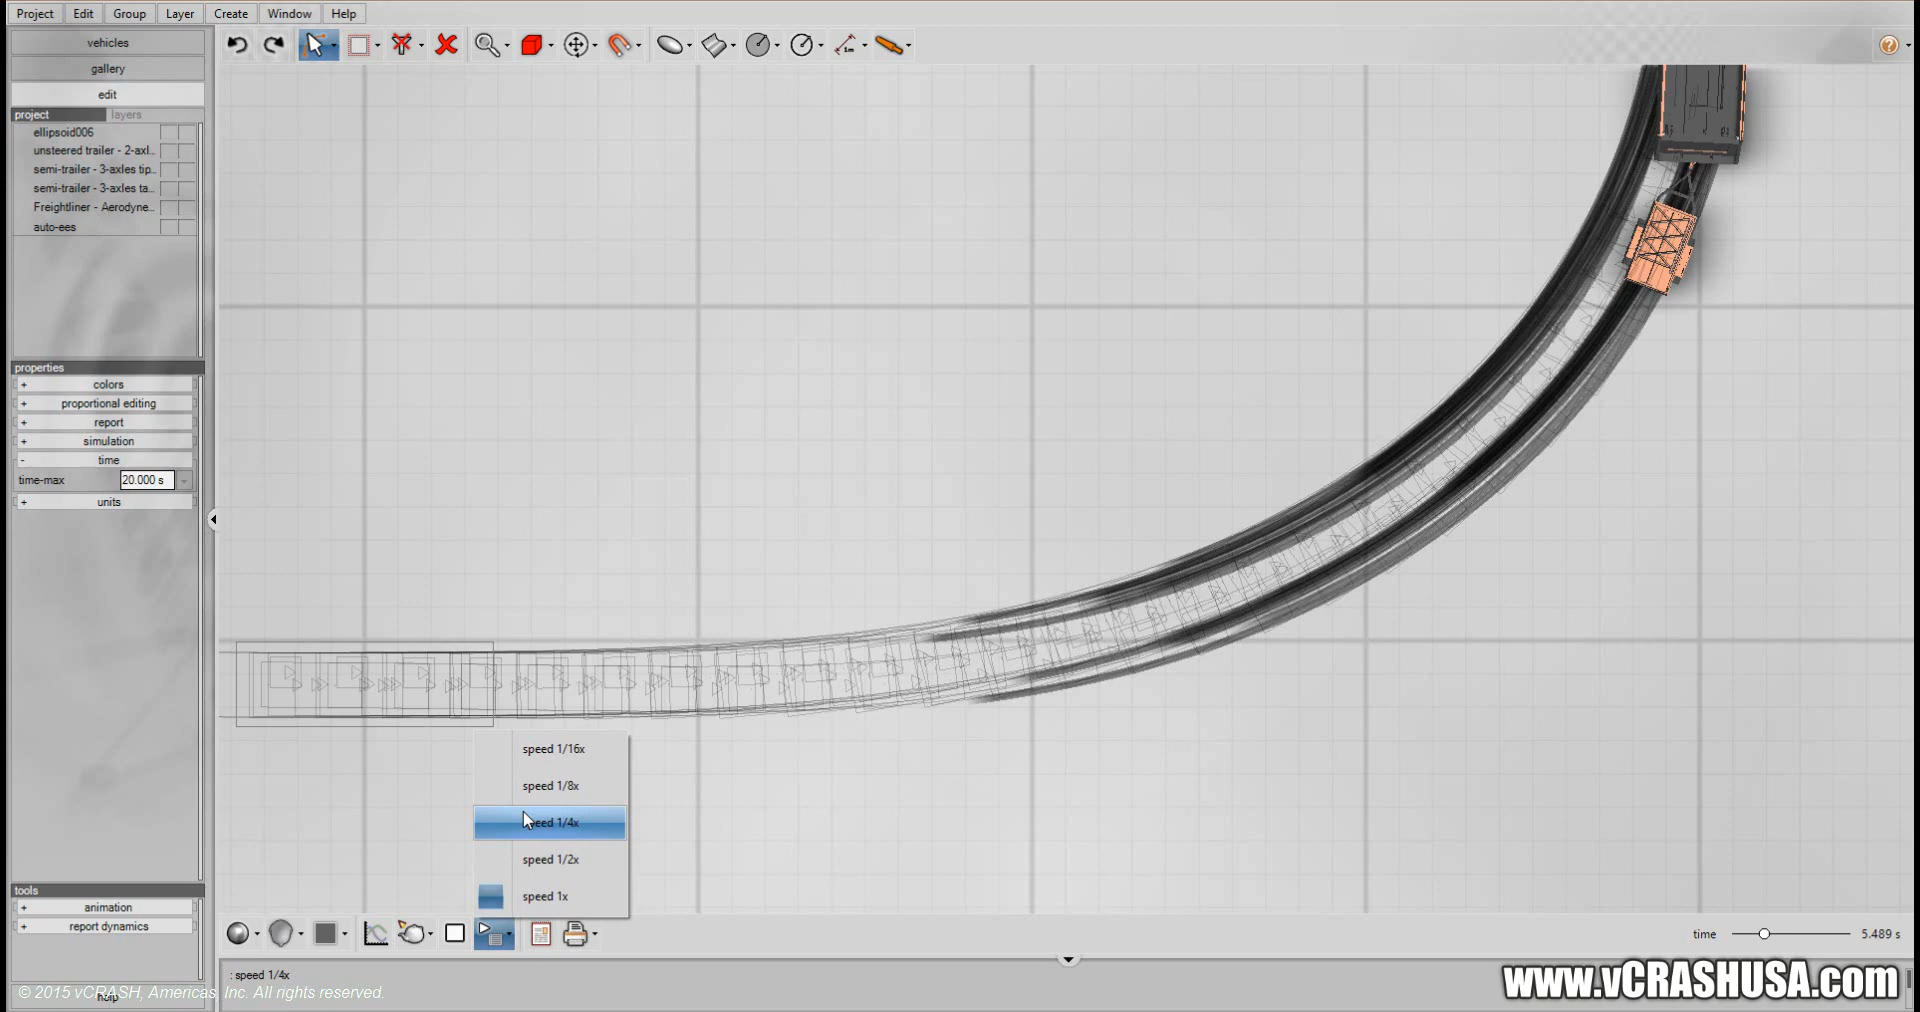 Project Edit Group Layer Create Window Help
vehicles
gallery
edit
project layers
ellipsoid006
unsteered trailer - 2-axl..
semi-trailer - 3-axles tip..
semi-trailer - 3-axles ta...
Freightliner - Aerodyne...
auto-ees
properties
+ colors
+ proportional editing
+ report
+ simulation
- time
time-max 20.000 s
+ units
tools
+ animation
+ report dynamics
help
speed 1/16x
speed 1/8x
eed 1/4x
speed 1/2x
speed 1x
time 5.489 s
: speed 1/4x
© 2015 vCRASH, Americas, Inc. All rights reserved.
www.vCRASHUSA.com